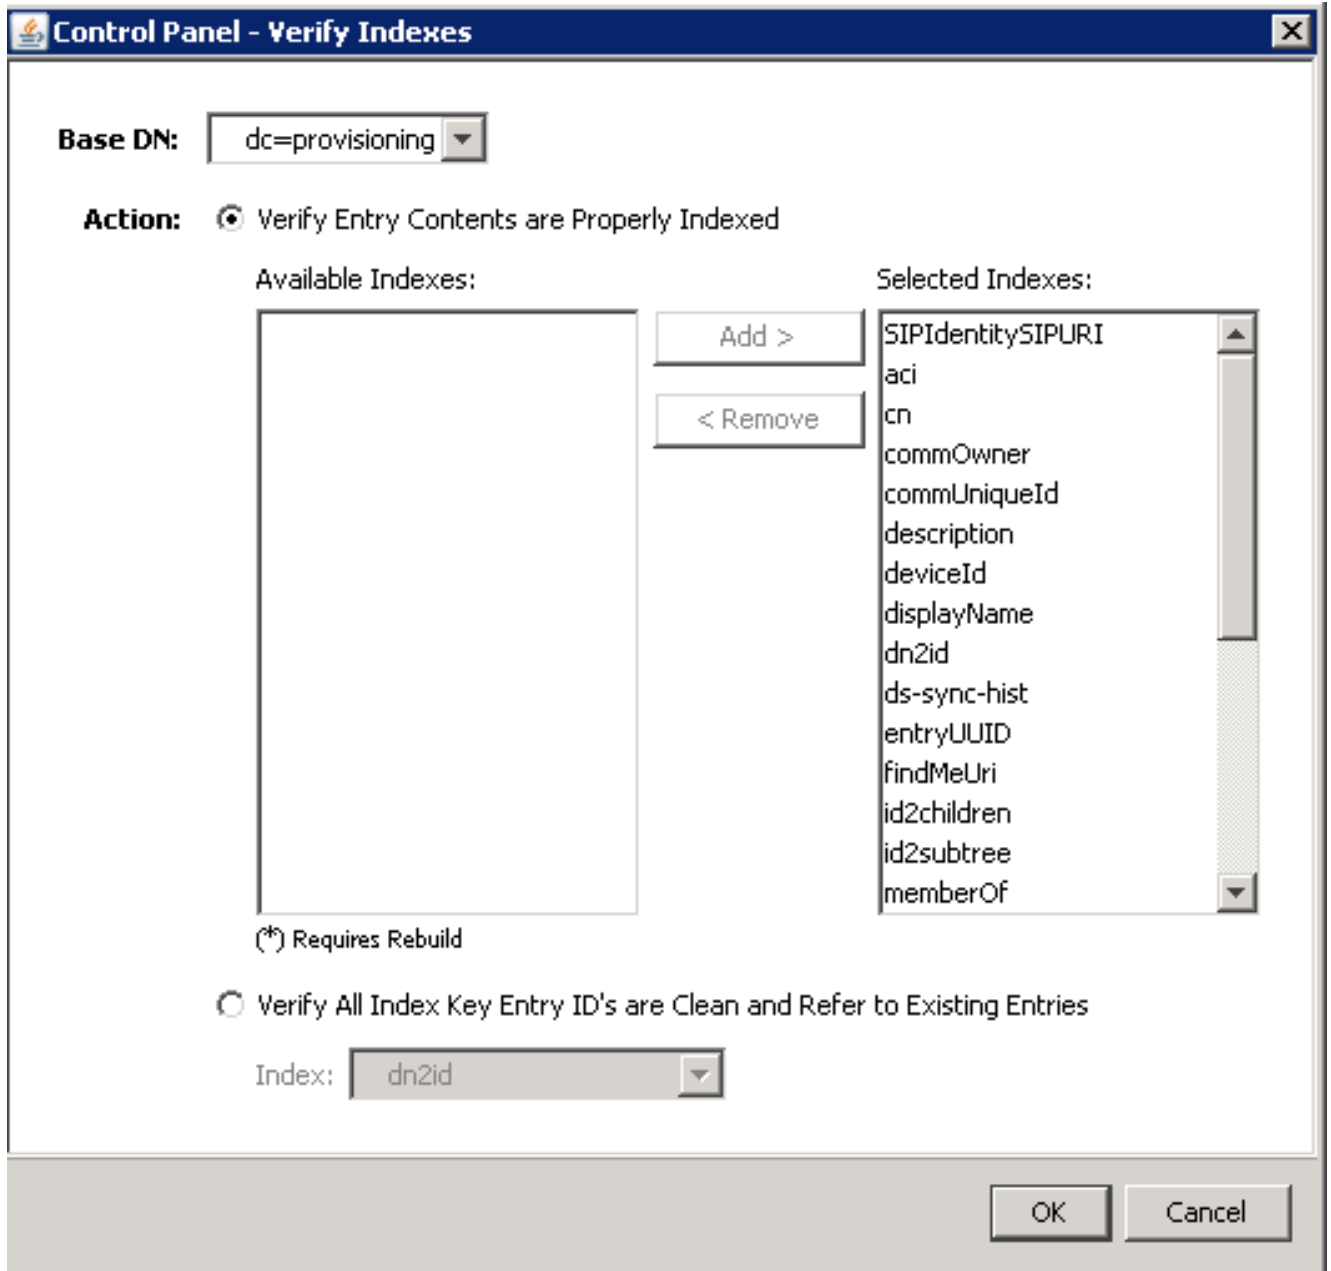 Control Panel - Verify Indexes
Base DN: dc=provisioning
Action: Verify Entry Contents are Properly Indexed
Available Indexes:
Add >
< Remove
Selected Indexes:
SIPIdentitySIPURI
aci
cn
commOwner
commUniqueId
description
deviceId
displayName
dn2id
ds-sync-hist
entryUUID
findMeUri
id2children
id2subtree
memberOf
(*) Requires Rebuild
Verify All Index Key Entry ID's are Clean and Refer to Existing Entries
Index: dn2id
OK Cancel